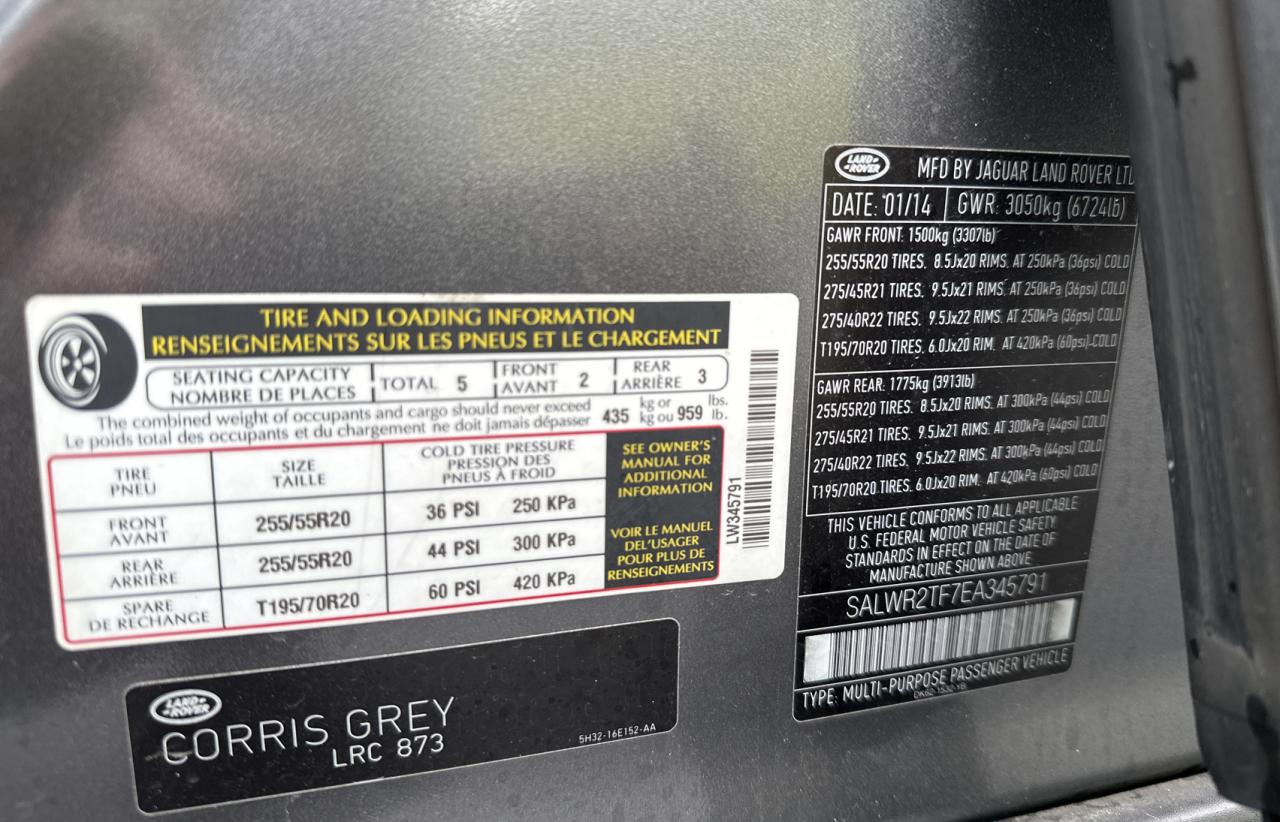 TIRE AND LOADING INFORMATION
RENSEIGNEMENTS SUR LES PNEUS ET LE CHARGEMENT
SEATING CAPACITY
NOMBRE DE PLACES
TOTAL 5
FRONT
AVANT 2
REAR
ARRIÈRE 3
The combined weight of occupants and cargo should never exceed 435 kg or 959 lbs.
Le poids total des occupants et du chargement ne doit jamais dépasser kg ou lb.
TIRE
PNEU
SIZE
TAILLE
COLD TIRE PRESSURE
PRESSION DES
PNEUS À FROID
FRONT
AVANT
255/55R20
36 PSI 250 KPa
REAR
ARRIÈRE
255/55R20
44 PSI 300 KPa
SPARE
DE RECHANGE
T195/70R20
60 PSI 420 KPa
SEE OWNER'S
MANUAL FOR
ADDITIONAL
INFORMATION
VOIR LE MANUEL
DEL'USAGER
POUR PLUS DE
RENSEIGNEMENTS
LW345791
LAND
ROVER
CORRIS GREY
LRC 873
5H32-16E152-AA
LAND
ROVER
MFD BY JAGUAR LAND ROVER LTD
DATE: 01/14 GWR: 3050kg (6724lb)
GAWR FRONT: 1500kg (3307lb)
255/55R20 TIRES, 8.5Jx20 RIMS, AT 250kPa (36psi) COLD
275/45R21 TIRES, 9.5Jx21 RIMS, AT 250kPa (36psi) COLD
275/40R22 TIRES, 9.5Jx22 RIMS, AT 250kPa (36psi) COLD
T195/70R20 TIRES, 6.0Jx20 RIM, AT 420kPa (60psi) COLD
GAWR REAR: 1775kg (3913lb)
255/55R20 TIRES, 8.5Jx20 RIMS, AT 300kPa (44psi) COLD
275/45R21 TIRES, 9.5Jx21 RIMS, AT 300kPa (44psi) COLD
275/40R22 TIRES, 9.5Jx22 RIMS, AT 300kPa (44psi) COLD
T195/70R20 TIRES, 6.0Jx20 RIM, AT 420kPa (60psi) COLD
THIS VEHICLE CONFORMS TO ALL APPLICABLE
U.S. FEDERAL MOTOR VEHICLE SAFETY
STANDARDS IN EFFECT ON THE DATE OF
MANUFACTURE SHOWN ABOVE
SALWR2TF7EA345791
TYPE: MULTI-PURPOSE PASSENGER VEHICLE
DK62-1532-YB